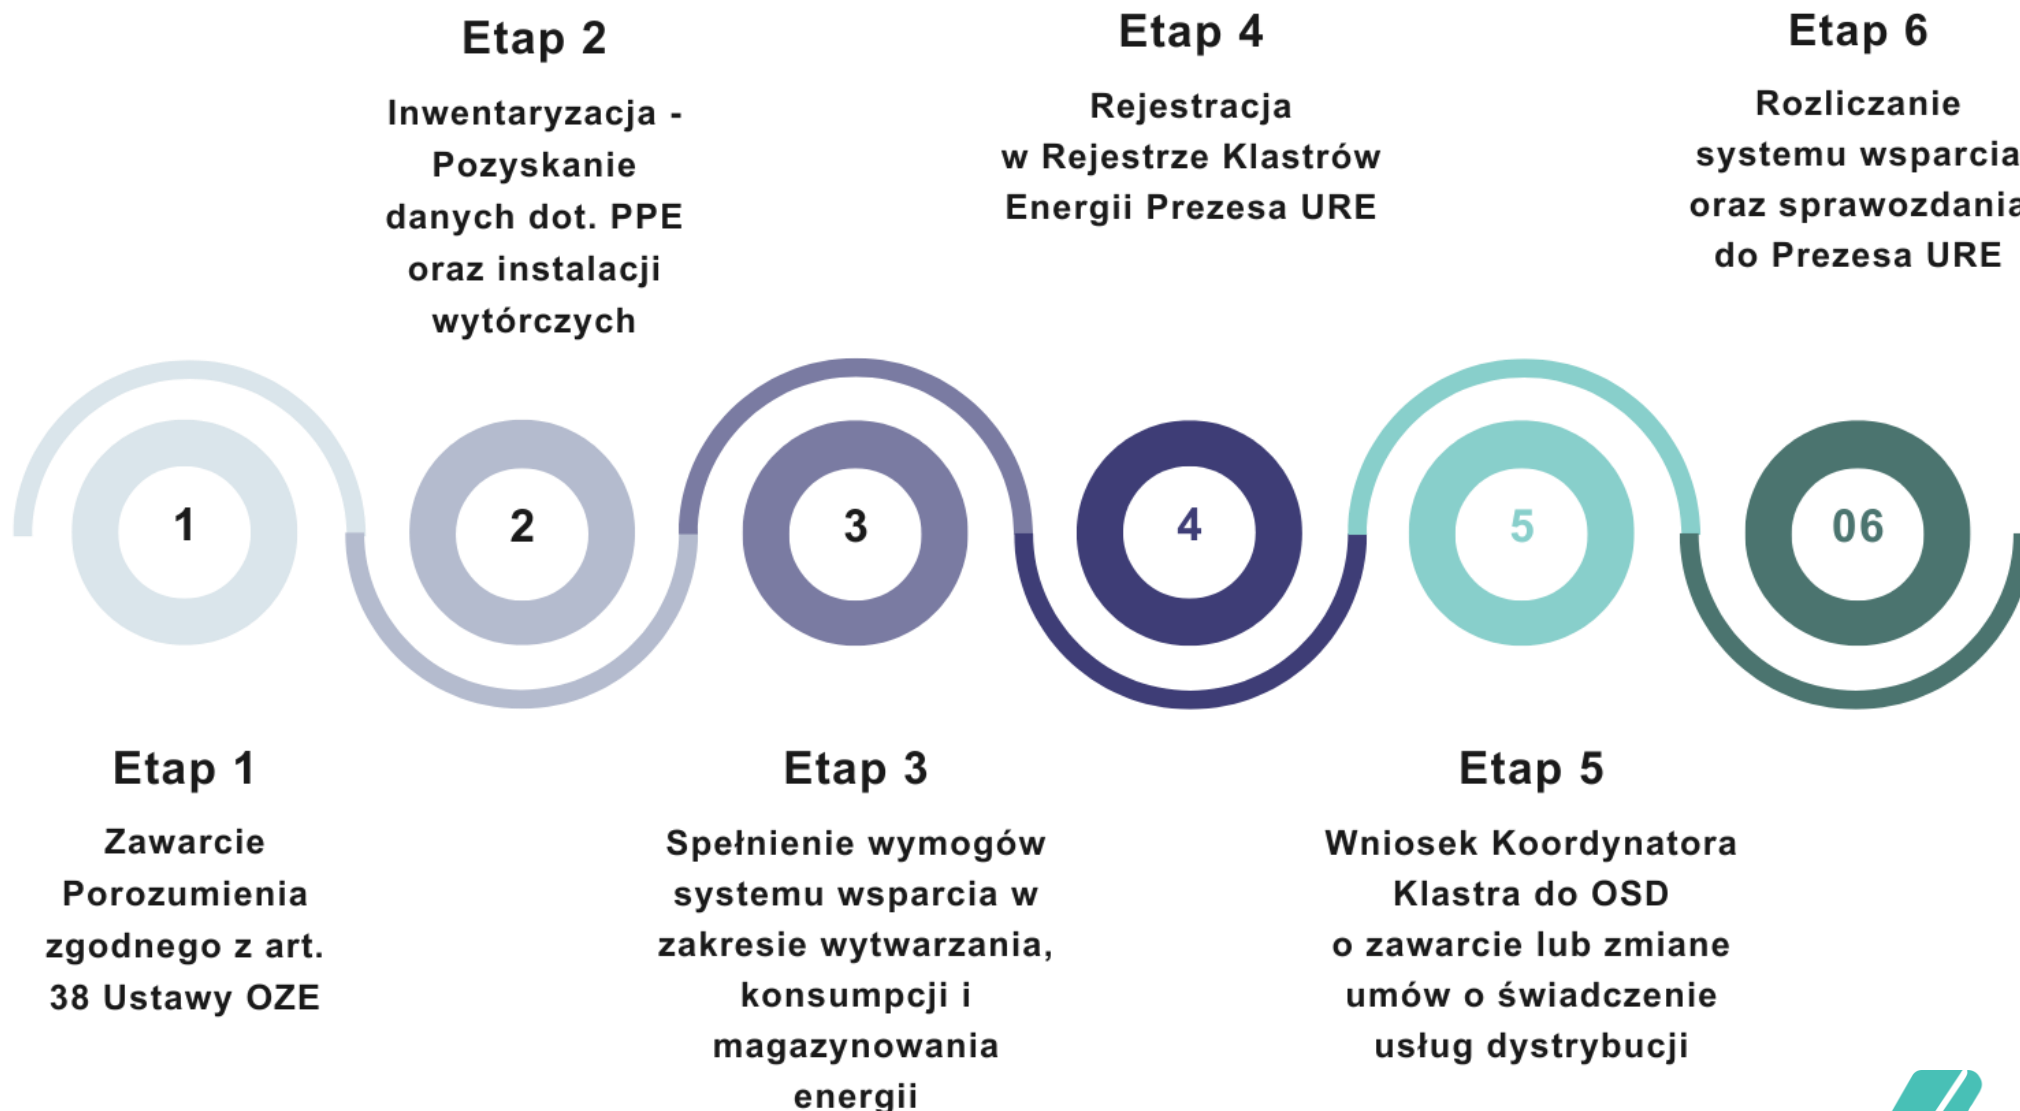 Etap 1
Zawarcie
Porozumienia
zgodnego z art.
38 Ustawy OZE
Etap 2
Inwentaryzacja -
Pozyskanie
danych dot. PPE
oraz instalacji
wytórczych
Etap 3
Spełnienie wymogów
systemu wsparcia w
zakresie wytwarzania,
konsumpcji i
magazynowania
energii
Etap 4
Rejestracja
w Rejestrze Klastrów
Energii Prezesa URE
Etap 5
Wniosek Koordynatora
Klastra do OSD
o zawarcie lub zmiane
umów o świadczenie
usług dystrybucji
Etap 6
Rozliczanie
systemu wsparcia
oraz sprawozdania
do Prezesa URE
1
2
3
4
5
06